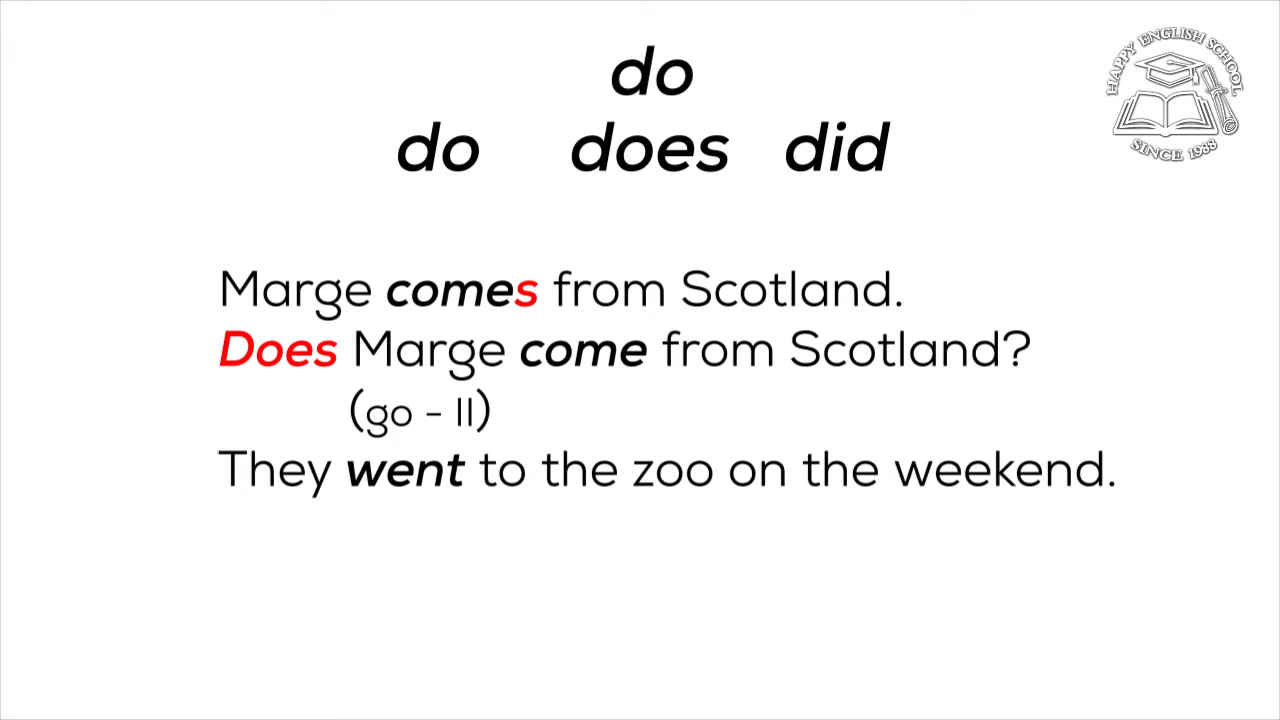 do
do does did
HAPPY ENGLISH SCHOOL
SINCE 1988
Marge comes from Scotland.
Does Marge come from Scotland?
(go - II)
They went to the zoo on the weekend.